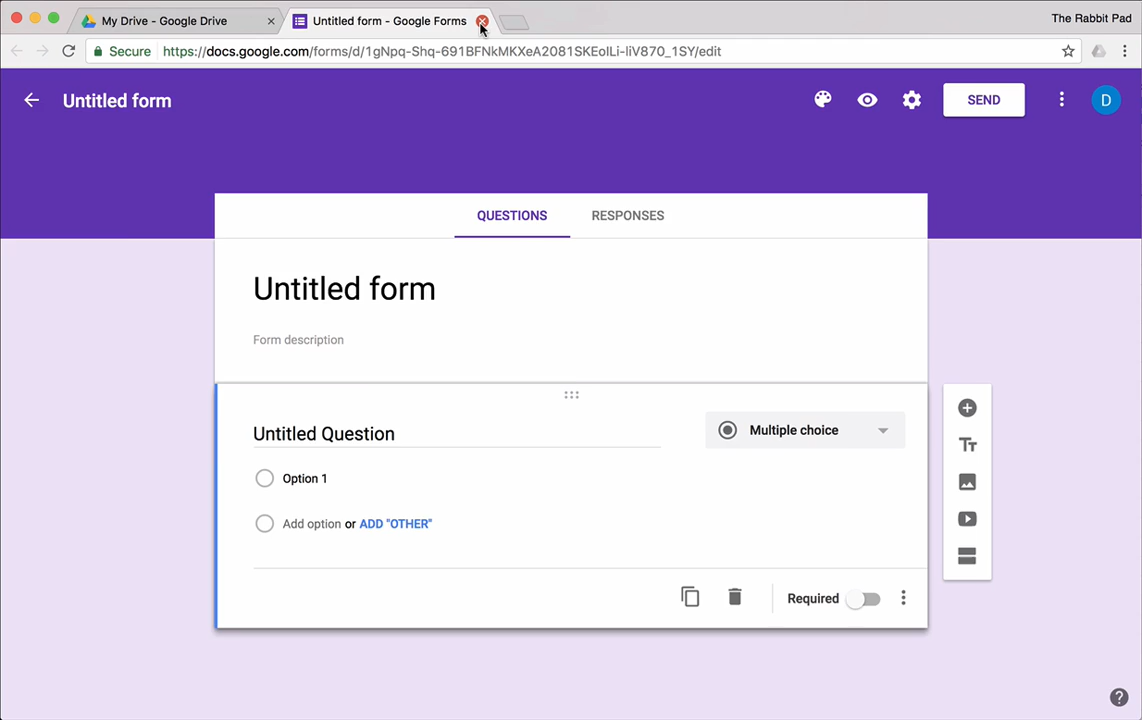 My Drive - Google Drive
Untitled form - Google Forms
The Rabbit Pad
Secure https://docs.google.com/forms/d/1gNpq-Shq-691BFNkMKXeA2081SKEolLi-liV870_1SY/edit
Untitled form
SEND
D
QUESTIONS RESPONSES
Untitled form
Form description
Untitled Question
Multiple choice
Option 1
Add option or ADD "OTHER"
Required